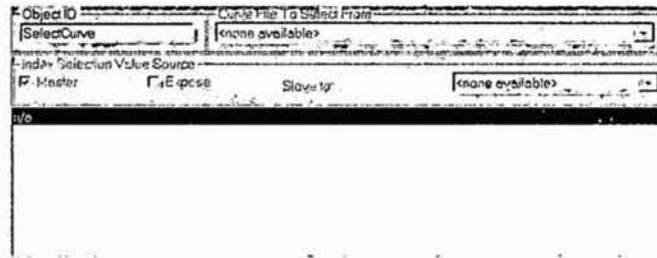 Object ID Curve File To Select From
SelectCurve <none available>
Index Selection Value Source
Master Expose Slave to: <none available>
n/a